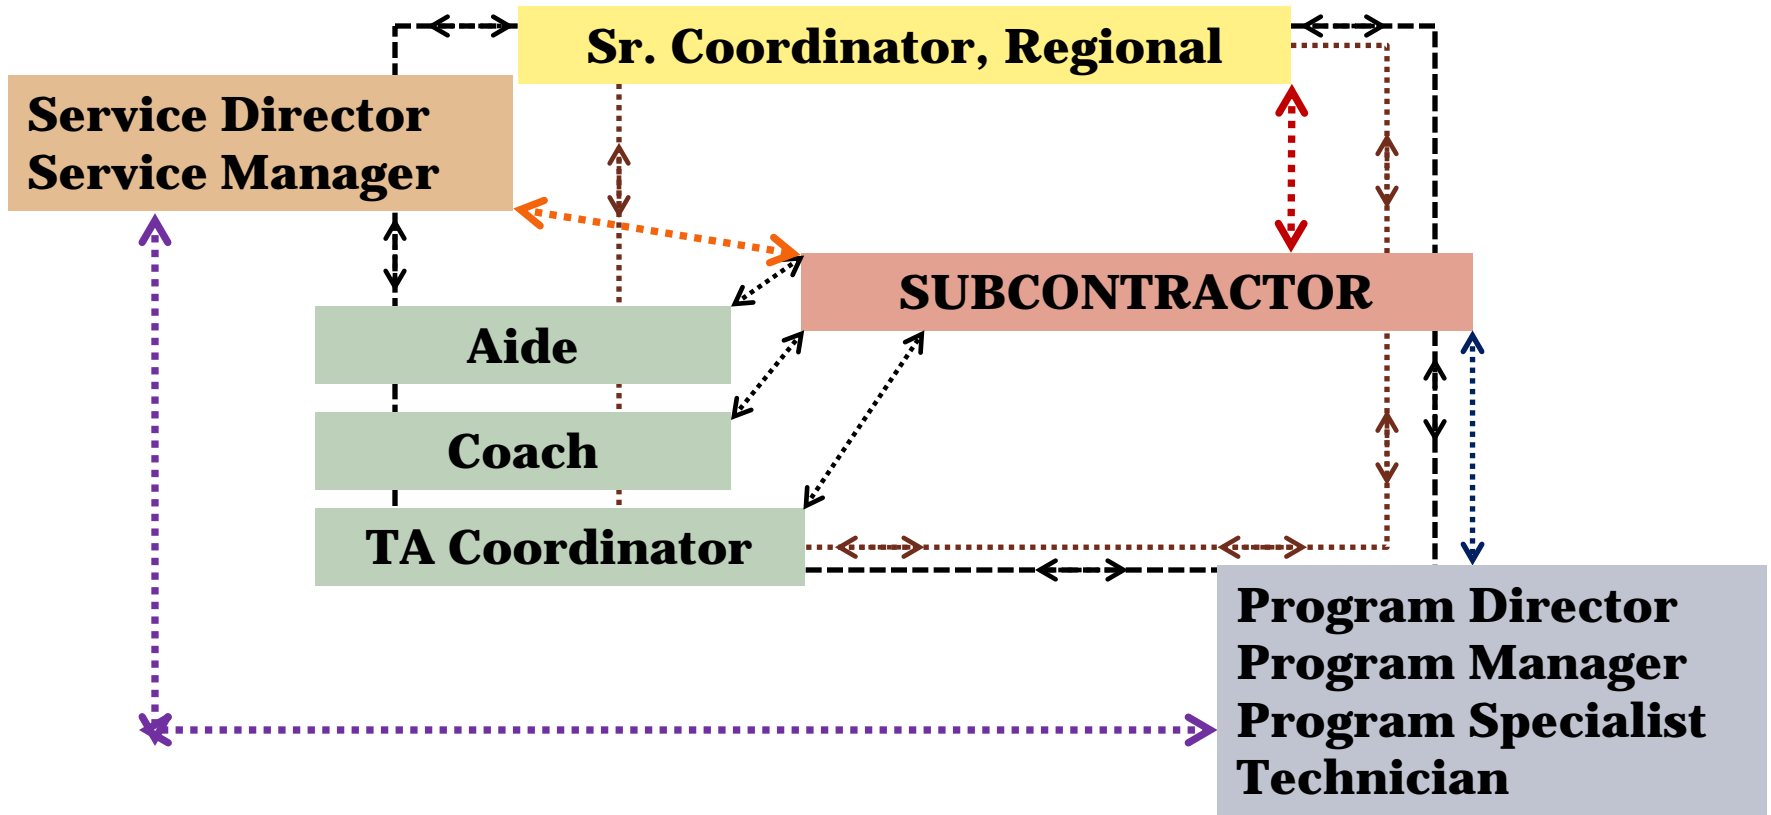 Sr. Coordinator, Regional
Service Director
Service Manager
SUBCONTRACTOR
Aide
Coach
TA Coordinator
Program Director
Program Manager
Program Specialist
Technician